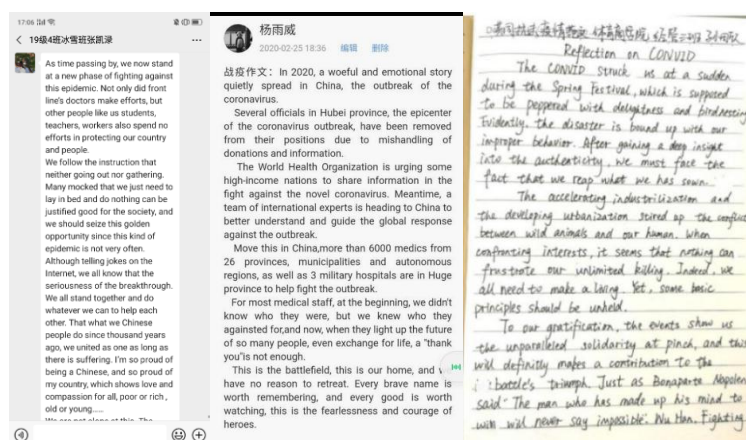 17:06
19级4班冰雪班张凯渌
As time passing by, we now stand
at a new phase of fighting against
this epidemic. Not only did front
line's doctors make efforts, but
other people like us students,
teachers, workers also spend no
efforts in protecting our country
and people.
We follow the instruction that
neither going out nor gathering.
Many mocked that we just need to
lay in bed and do nothing can be
justified good for the society, and
we should seize this golden
opportunity since this kind of
epidemic is not very often.
Although telling jokes on the
Internet, we all know that the
seriousness of the breakthrough.
We all stand together and do
whatever we can to help each
other. That what we Chinese
people do since thousand years
ago, we united as one as long as
there is suffering. I'm so proud of
being a Chinese, and so proud of
my country, which shows love and
compassion for all, poor or rich,
old or young......
We are not alone at this. The
杨雨威
2020-02-25 18:36 编辑 删除
战疫作文：In 2020, a woeful and emotional story
quietly spread in China, the outbreak of the
coronavirus.
Several officials in Hubei province, the epicenter
of the coronavirus outbreak, have been removed
from their positions due to mishandling of
donations and information.
The World Health Organization is urging some
high-income nations to share information in the
fight against the novel coronavirus. Meantime, a
team of international experts is heading to China to
better understand and guide the global response
against the outbreak.
Move this in China,more than 6000 medics from
26 provinces, municipalities and autonomous
regions, as well as 3 military hospitals are in Huge
province to help fight the outbreak.
For most medical staff, at the beginning, we didn't
know who they were, but we knew who they
againsted for,and now, when they light up the future
of so many people, even exchange for life, a "thank
you"is not enough.
This is the battlefield, this is our home, and
have no reason to retreat. Every brave name is
worth remembering, and every good is worth
watching, this is the fearlessness and courage of
heroes.
Reflection on CONVID
The CONVID struck us at a sudden
during the Spring Festival, which is supposed
to be peppered with delightness and birdnesting
Evidently, the disaster is bound up with our
improper behavior. After gaining a deep insight
into the authenticity, we must face the
fact that we reap what we has sown.
The accelerating industrilization and
the developing urbanization stired up the conflict
between wild animals and our human. When
confronting interests, it seems that nothing can
frustrate our unlimited killing. Indeed, we
all need to make a living. Yet, some basic
principles should be unheld.
To our gratification, the events show us
the unparalleled solidarity at pinch, and this
will definitly makes a contribution to the
battle's triumph. Just as Bonaparte Napolen
said "The man who has made up his mind to
win will never say impossible." Wu Han. Fighting